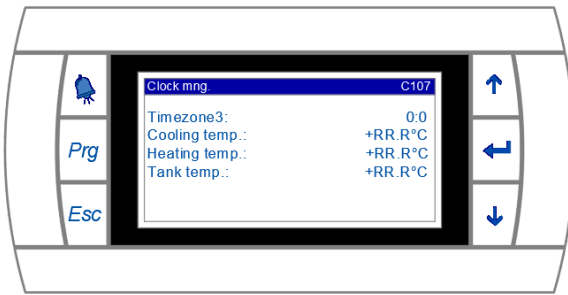 Clock mng. C107
Timezone3: 0:0
Cooling temp.: +RR.R°C
Heating temp.: +RR.R°C
Tank temp.: +RR.R°C
Prg
Esc